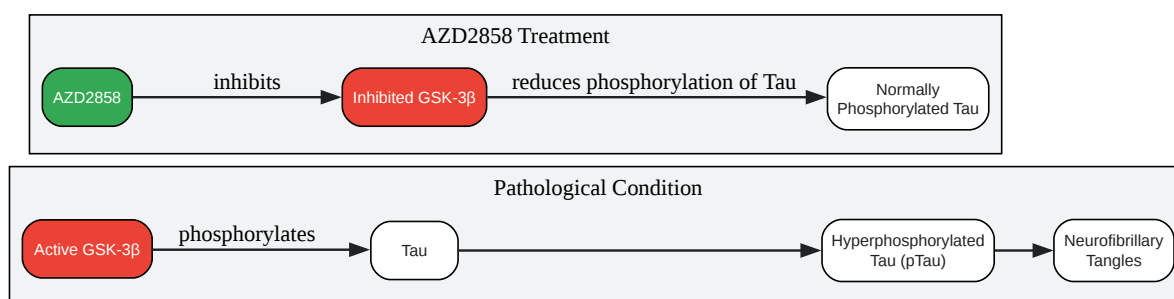 AZD2858 Treatment
AZD2858
inhibits
Inhibited GSK-3β
reduces phosphorylation of Tau
Normally
Phosphorylated Tau
Pathological Condition
Active GSK-3β
phosphorylates
Tau
Hyperphosphorylated
Tau (pTau)
Neurofibrillary
Tangles